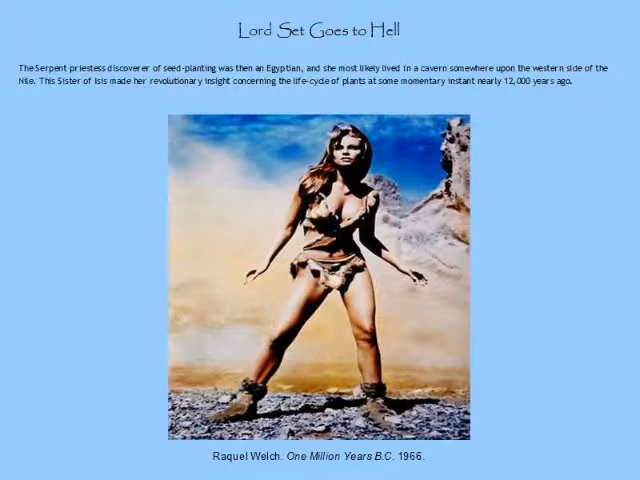 Lord Set Goes to Hell
The Serpent priestess discoverer of seed-planting was then an Egyptian, and she most likely lived in a cavern somewhere upon the western side of the
Nile. This Sister of Isis made her revolutionary insight concerning the life-cycle of plants at some momentary instant nearly 12,000 years ago.
Raquel Welch. One Million Years B.C. 1966.